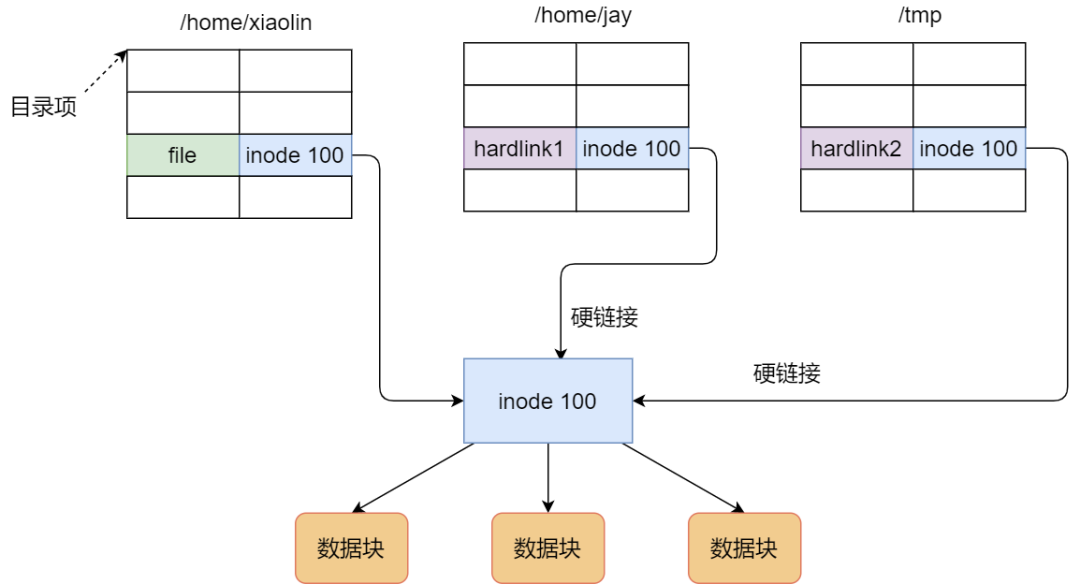 /home/xiaolin
/home/jay
/tmp
目录项
file
inode 100
hardlink1
inode 100
hardlink2
inode 100
硬链接
硬链接
inode 100
数据块
数据块
数据块